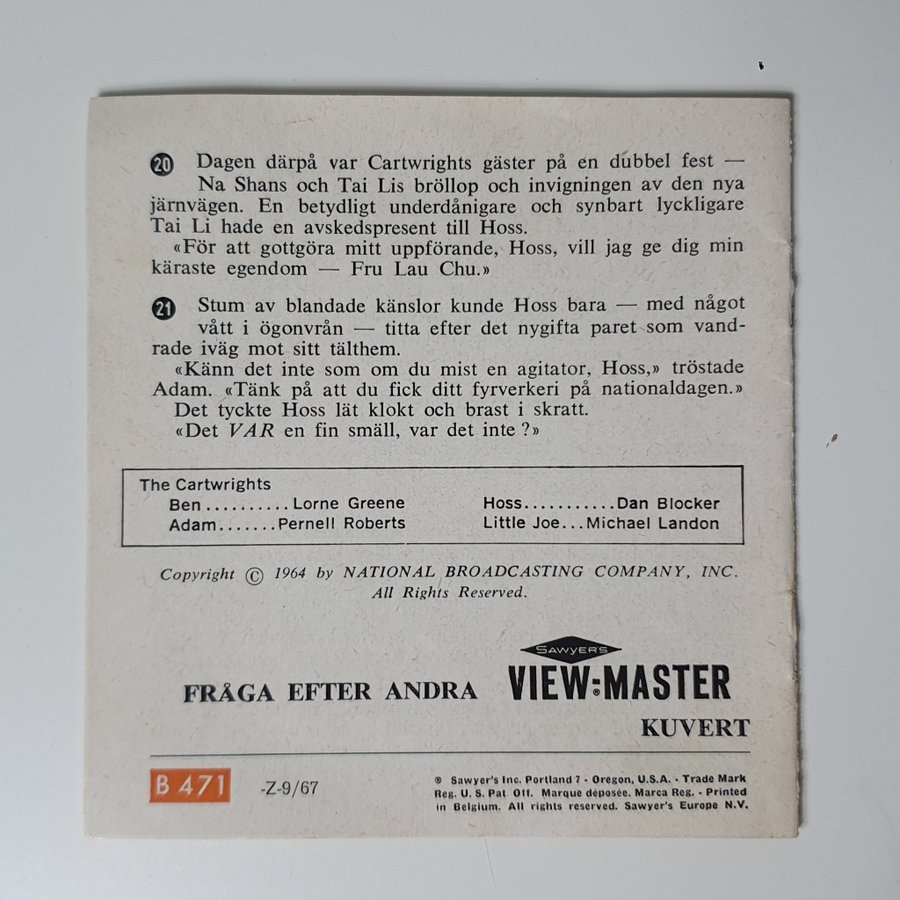 20 Dagen därpå var Cartwrights gäster på en dubbel fest —
Na Shans och Tai Lis bröllop och invigningen av den nya
järnvägen. En betydligt underdånigare och synbart lyckligare
Tai Li hade en avskedspresent till Hoss.
«För att gottgöra mitt uppförande, Hoss, vill jag ge dig min
käraste egendom — Fru Lau Chu.»
21 Stum av blandade känslor kunde Hoss bara — med något
vått i ögonvrån — titta efter det nygifta paret som vand-
rade iväg mot sitt tälthem.
«Känn det inte som om du mist en agitator, Hoss,» tröstade
Adam. «Tänk på att du fick ditt fyrverkeri på nationaldagen.»
Det tyckte Hoss lät klokt och brast i skratt.
«Det VAR en fin smäll, var det inte?»
The Cartwrights
Ben..........Lorne Greene Hoss...........Dan Blocker
Adam.......Pernell Roberts Little Joe...Michael Landon
Copyright © 1964 by NATIONAL BROADCASTING COMPANY, INC.
All Rights Reserved.
SAWYER'S
FRÅGA EFTER ANDRA VIEW-MASTER
®
KUVERT
B 471 -Z-9/67
® Sawyer's Inc. Portland 7 - Oregon, U.S.A. - Trade Mark
Reg. U. S. Pat. Off. Marque déposée. Marca Reg. - Printed
in Belgium. All rights reserved. Sawyer's Europe N.V.